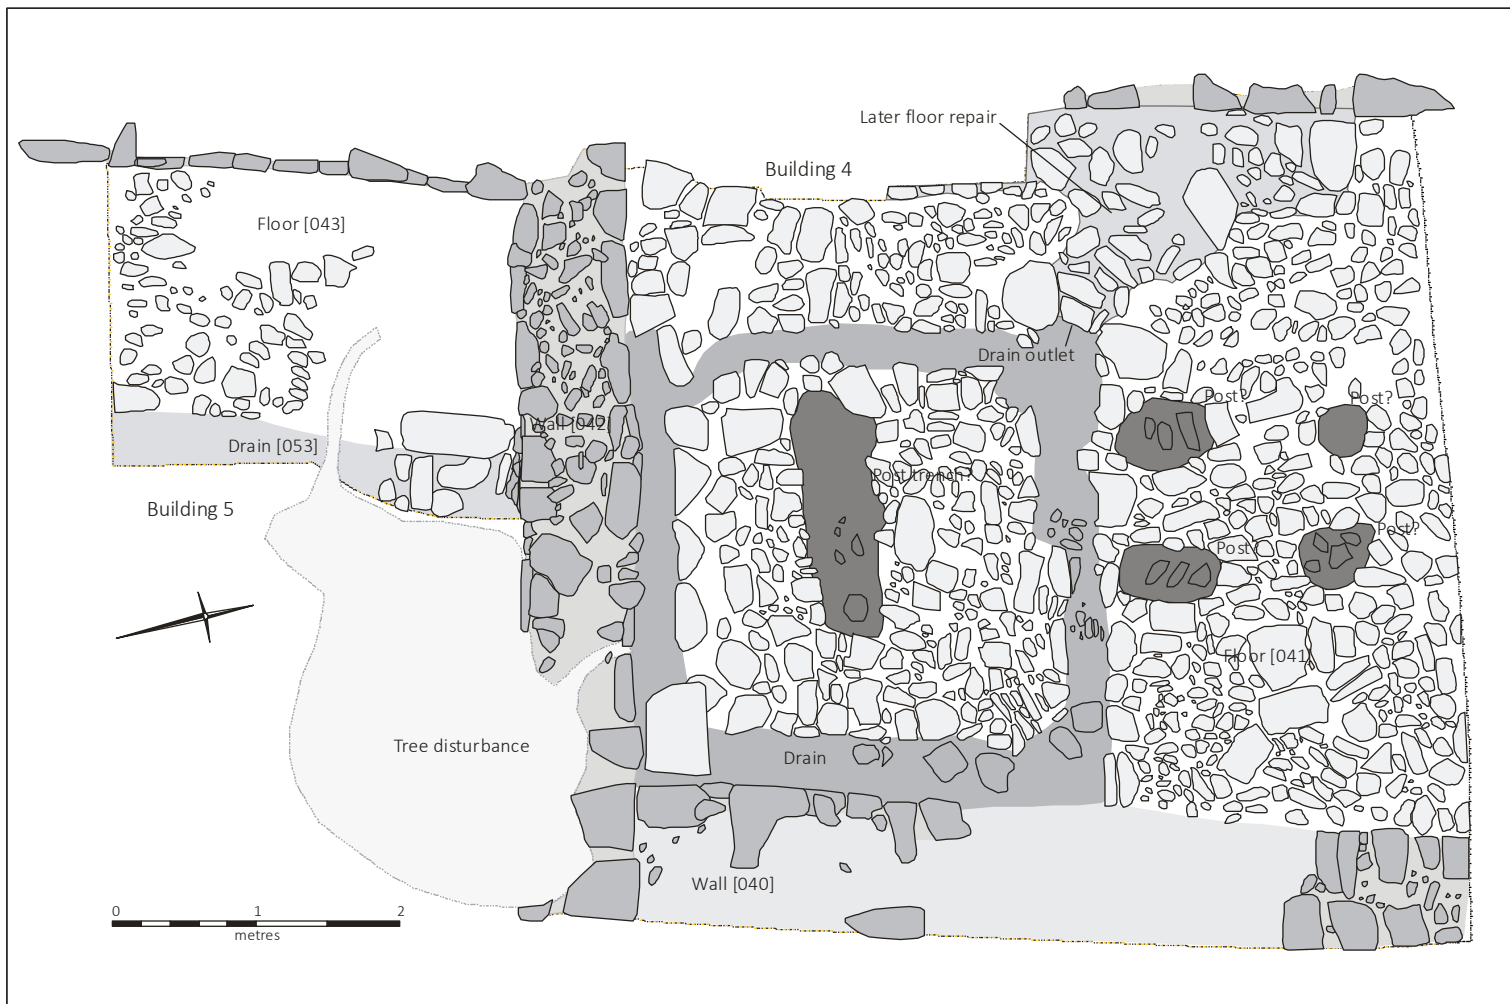 Later floor repair
Building 4
Floor [043]
Drain outlet
Post?
Post?
Wall [042]
Drain [053]
Post trench?
Building 5
Post?
Post?
Floor [041]
Tree disturbance
Drain
Wall [040]
0 1 2
metres